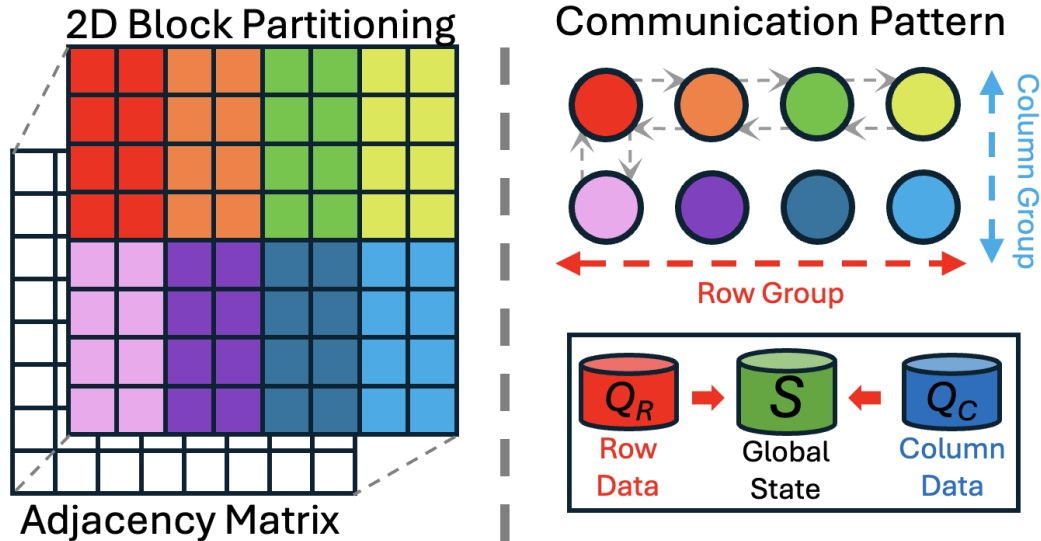 2D Block Partitioning
Adjacency Matrix
Communication Pattern
Column Group
Row Group
Q_R
S
Q_C
Row
Data
Global
State
Column
Data